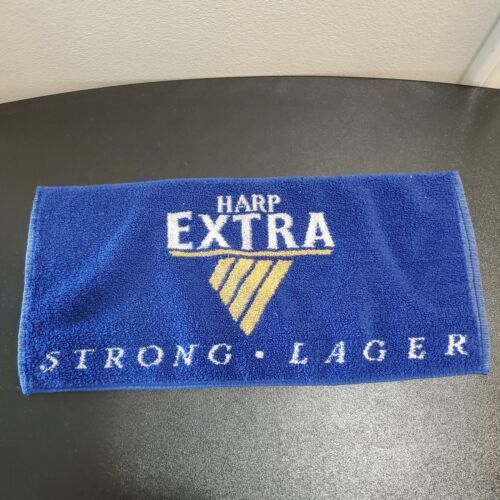 HARP
EXTRA
STRONG · LAGER